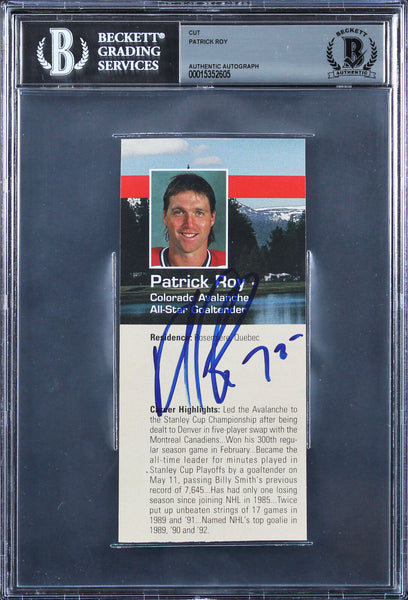 BECKETT®
GRADING
SERVICES
CUT
PATRICK ROY
AUTHENTIC AUTOGRAPH
00015352605
BECKETT
AUTHENTIC
Patrick Roy
Colorado Avalanche
All-Star Goaltender
Residence: Rosemere, Quebec
Career Highlights: Led the Avalanche to
the Stanley Cup Championship after being
dealt to Denver in five-player swap with the
Montreal Canadiens...Won his 300th regu-
lar season game in February...Became the
all-time leader for minutes played in
Stanley Cup Playoffs by a goaltender on
May 11, passing Billy Smith's previous
record of 7,645...Has had only one losing
season since joining NHL in 1985...Twice
put up unbeaten strings of 17 games in
1989 and '91...Named NHL's top goalie in
1989, '90 and '92.